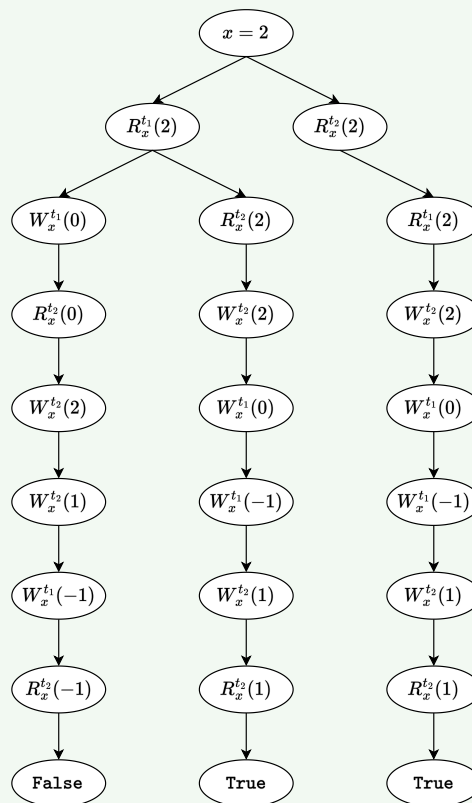 x = 2
R_x^{t_1}(2) R_x^{t_2}(2)
W_x^{t_1}(0) R_x^{t_2}(2) R_x^{t_1}(2)
R_x^{t_2}(0) W_x^{t_2}(2) W_x^{t_2}(2)
W_x^{t_2}(2) W_x^{t_1}(0) W_x^{t_1}(0)
W_x^{t_2}(1) W_x^{t_1}(-1) W_x^{t_1}(-1)
W_x^{t_1}(-1) W_x^{t_2}(1) W_x^{t_2}(1)
R_x^{t_2}(-1) R_x^{t_2}(1) R_x^{t_2}(1)
False True True